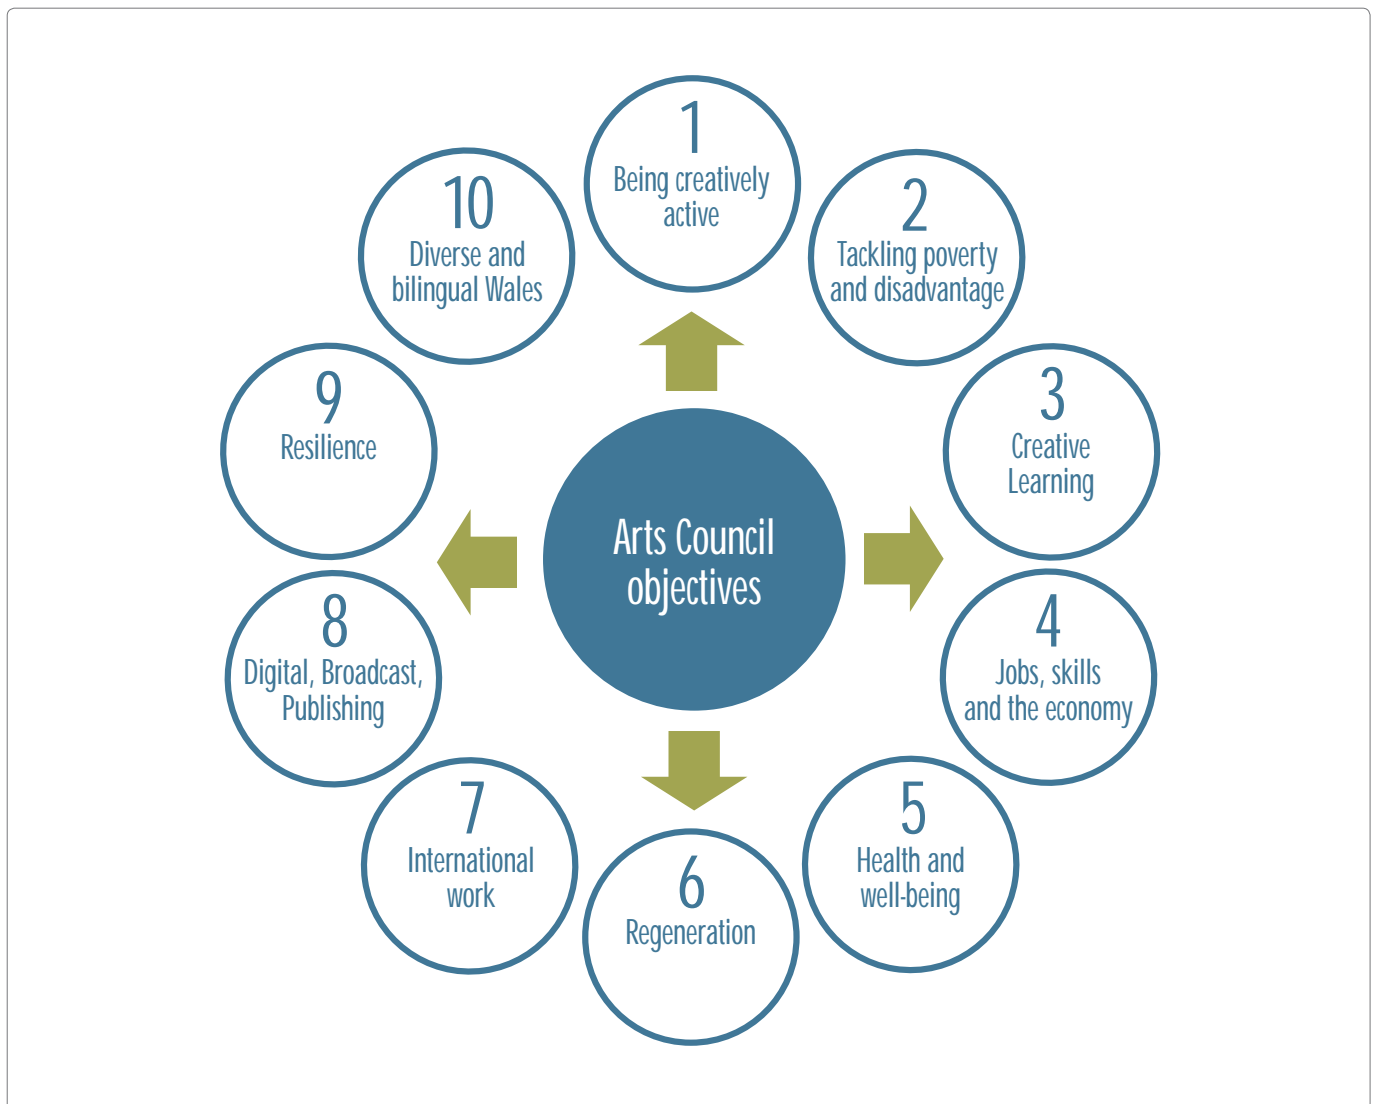 1
Being creatively
active
2
Tackling poverty
and disadvantage
3
Creative
Learning
4
Jobs, skills
and the economy
5
Health and
well-being
6
Regeneration
7
International
work
8
Digital, Broadcast,
Publishing
9
Resilience
10
Diverse and
bilingual Wales
Arts Council
objectives